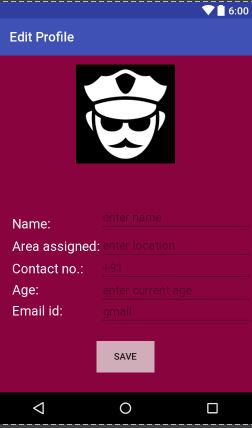 6:00
Edit Profile
Name: enter name
Area assigned: enter location
Contact no.: +91
Age: enter current age
Email id: gmail
SAVE